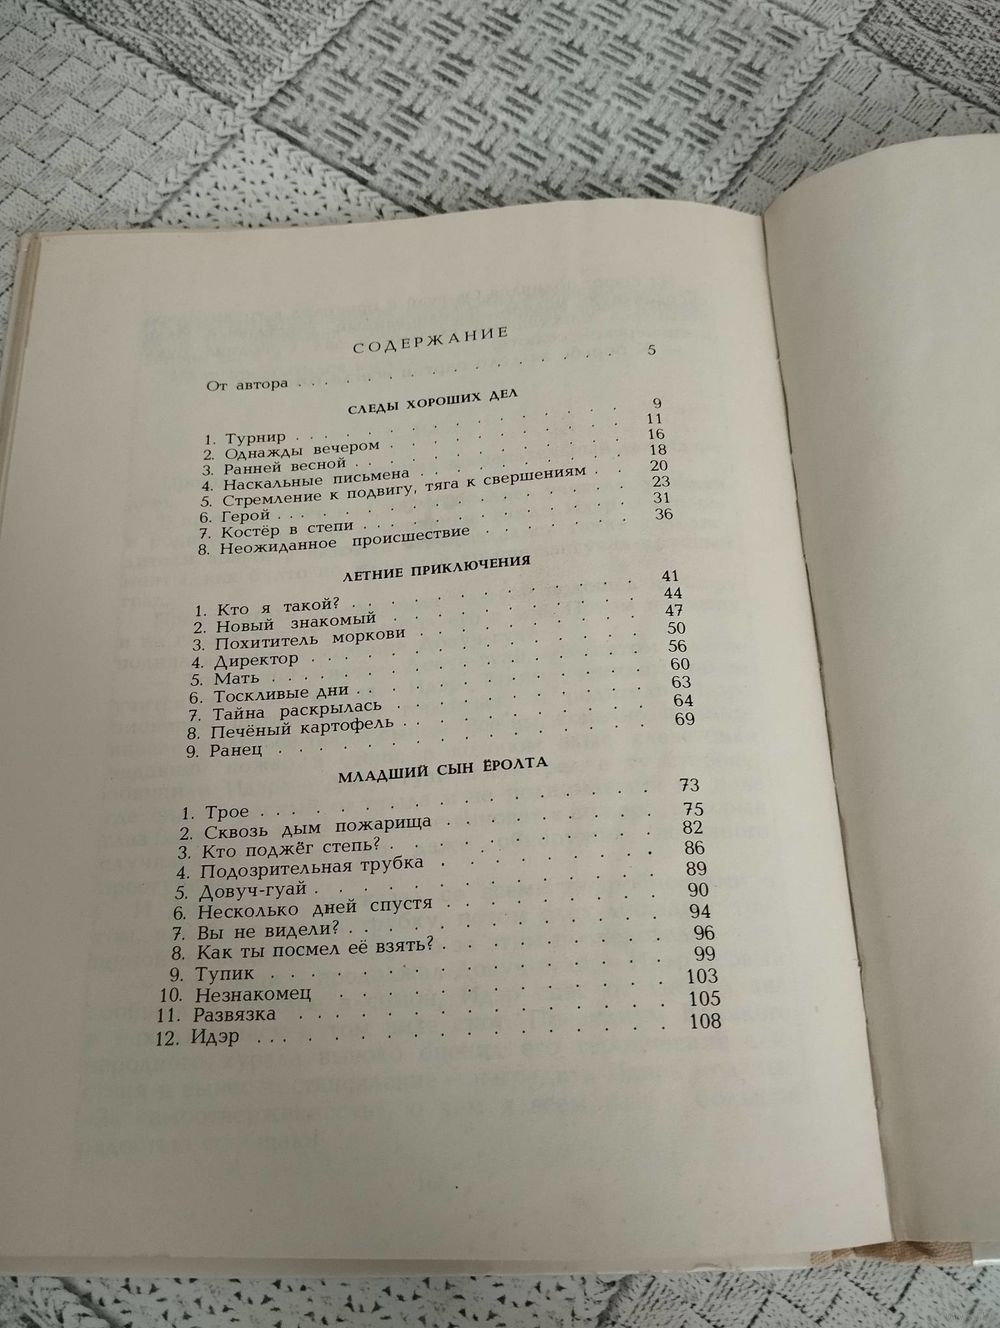 СОДЕРЖАНИЕ
От автора . . . . . . . . . . . . . . . . 5
СЛЕДЫ ХОРОШИХ ДЕЛ
1. Турнир . . . . . . . . . . . . . . 9
2. Однажды вечером . . . . . . . . . . 11
3. Ранней весной . . . . . . . . . . . 16
4. Наскальные письмена . . . . . . . . 18
5. Стремление к подвигу, тяга к свершениям . . 20
6. Герой . . . . . . . . . . . . . . 23
7. Костёр в степи . . . . . . . . . . . 31
8. Неожиданное происшествие . . . . . . 36
ЛЕТНИЕ ПРИКЛЮЧЕНИЯ
1. Кто я такой? . . . . . . . . . . . . 41
2. Новый знакомый . . . . . . . . . . . 44
3. Похититель моркови . . . . . . . . . 47
4. Директор . . . . . . . . . . . . . 50
5. Мать . . . . . . . . . . . . . . . 56
6. Тоскливые дни . . . . . . . . . . . 60
7. Тайна раскрылась . . . . . . . . . . 63
8. Печёный картофель . . . . . . . . . 64
9. Ранец . . . . . . . . . . . . . . 69
МЛАДШИЙ СЫН ЁРОЛТА
1. Трое . . . . . . . . . . . . . . . 73
2. Сквозь дым пожарища . . . . . . . . 75
3. Кто поджёг степь? . . . . . . . . . 82
4. Подозрительная трубка . . . . . . . . 86
5. Довуч-гуай . . . . . . . . . . . . 89
6. Несколько дней спустя . . . . . . . . 90
7. Вы не видели? . . . . . . . . . . . 94
8. Как ты посмел её взять? . . . . . . . 96
9. Тупик . . . . . . . . . . . . . . 99
10. Незнакомец . . . . . . . . . . . . 103
11. Развязка . . . . . . . . . . . . . 105
12. Идэр . . . . . . . . . . . . . . . 108